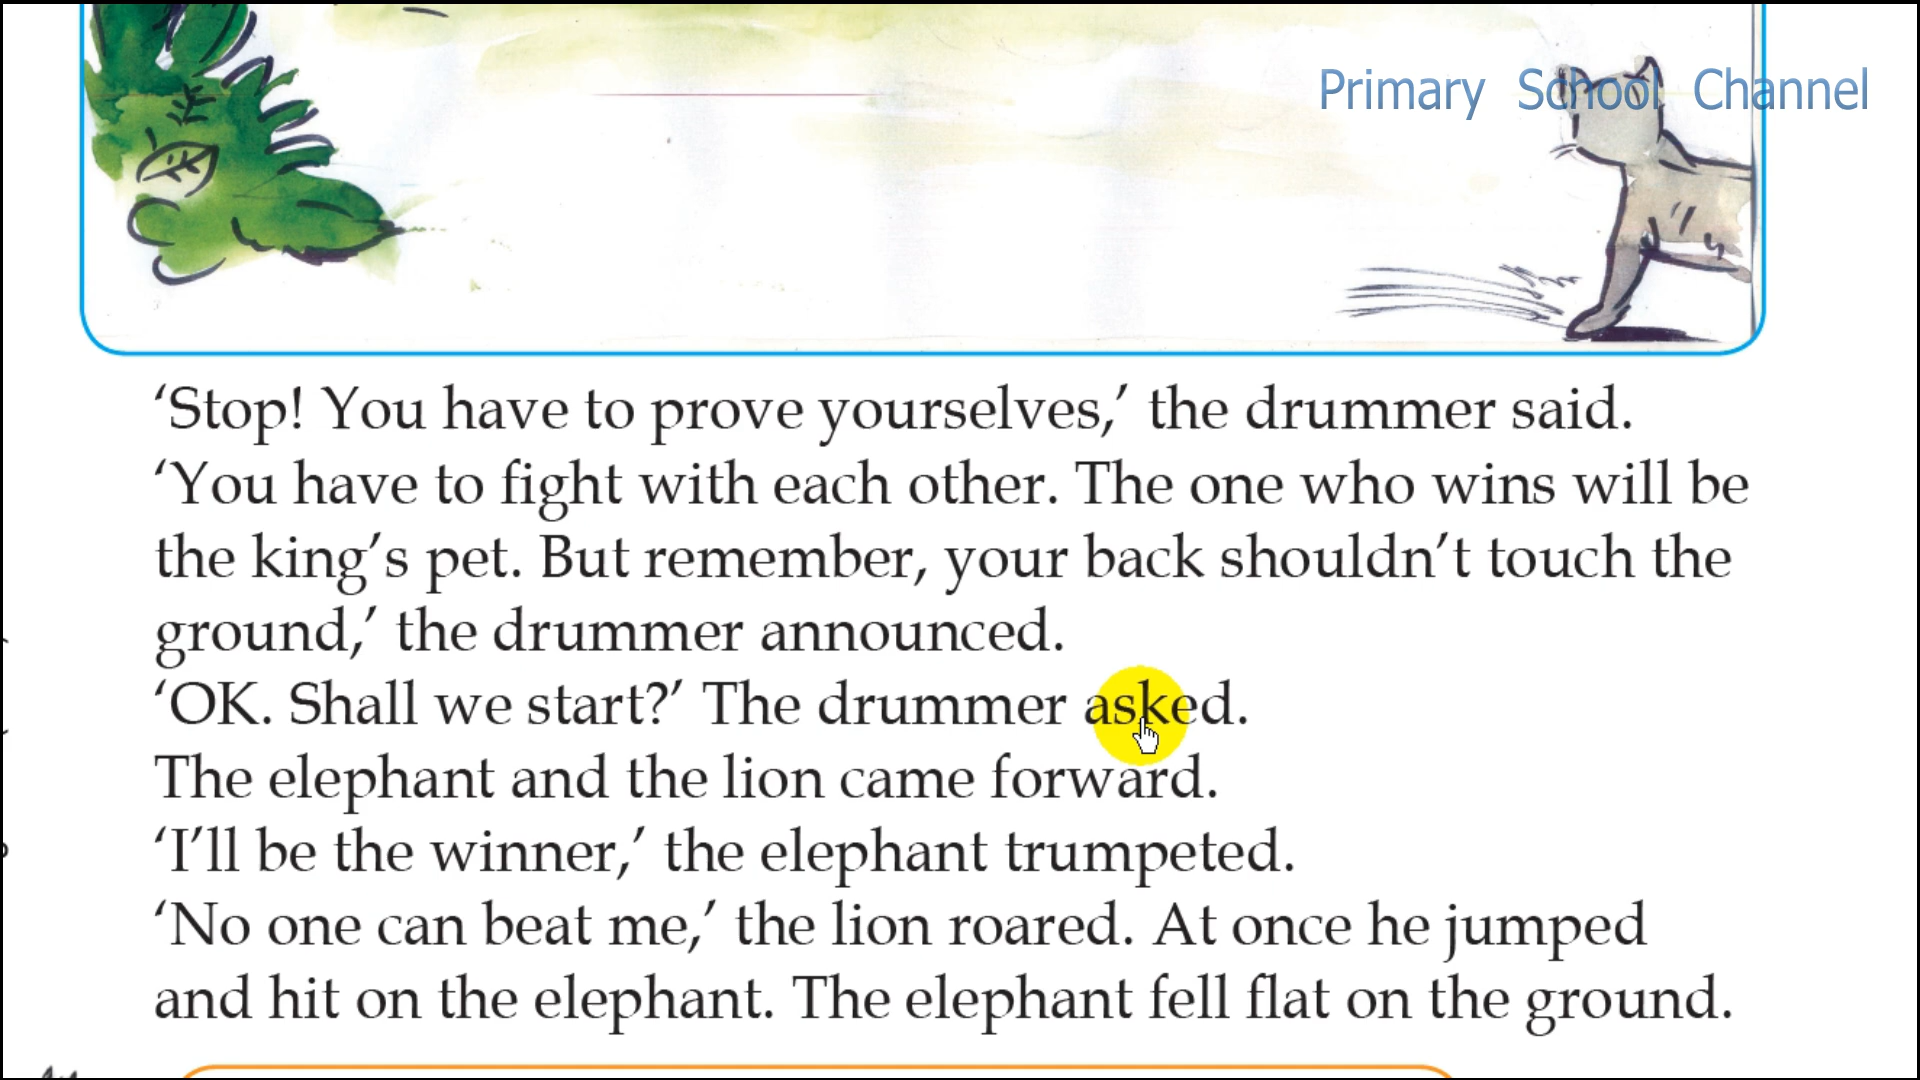 Primary School Channel
‘Stop! You have to prove yourselves,’ the drummer said.
‘You have to fight with each other. The one who wins will be
the king’s pet. But remember, your back shouldn’t touch the
ground,’ the drummer announced.
‘OK. Shall we start?’ The drummer asked.
The elephant and the lion came forward.
‘I’ll be the winner,’ the elephant trumpeted.
‘No one can beat me,’ the lion roared. At once he jumped
and hit on the elephant. The elephant fell flat on the ground.